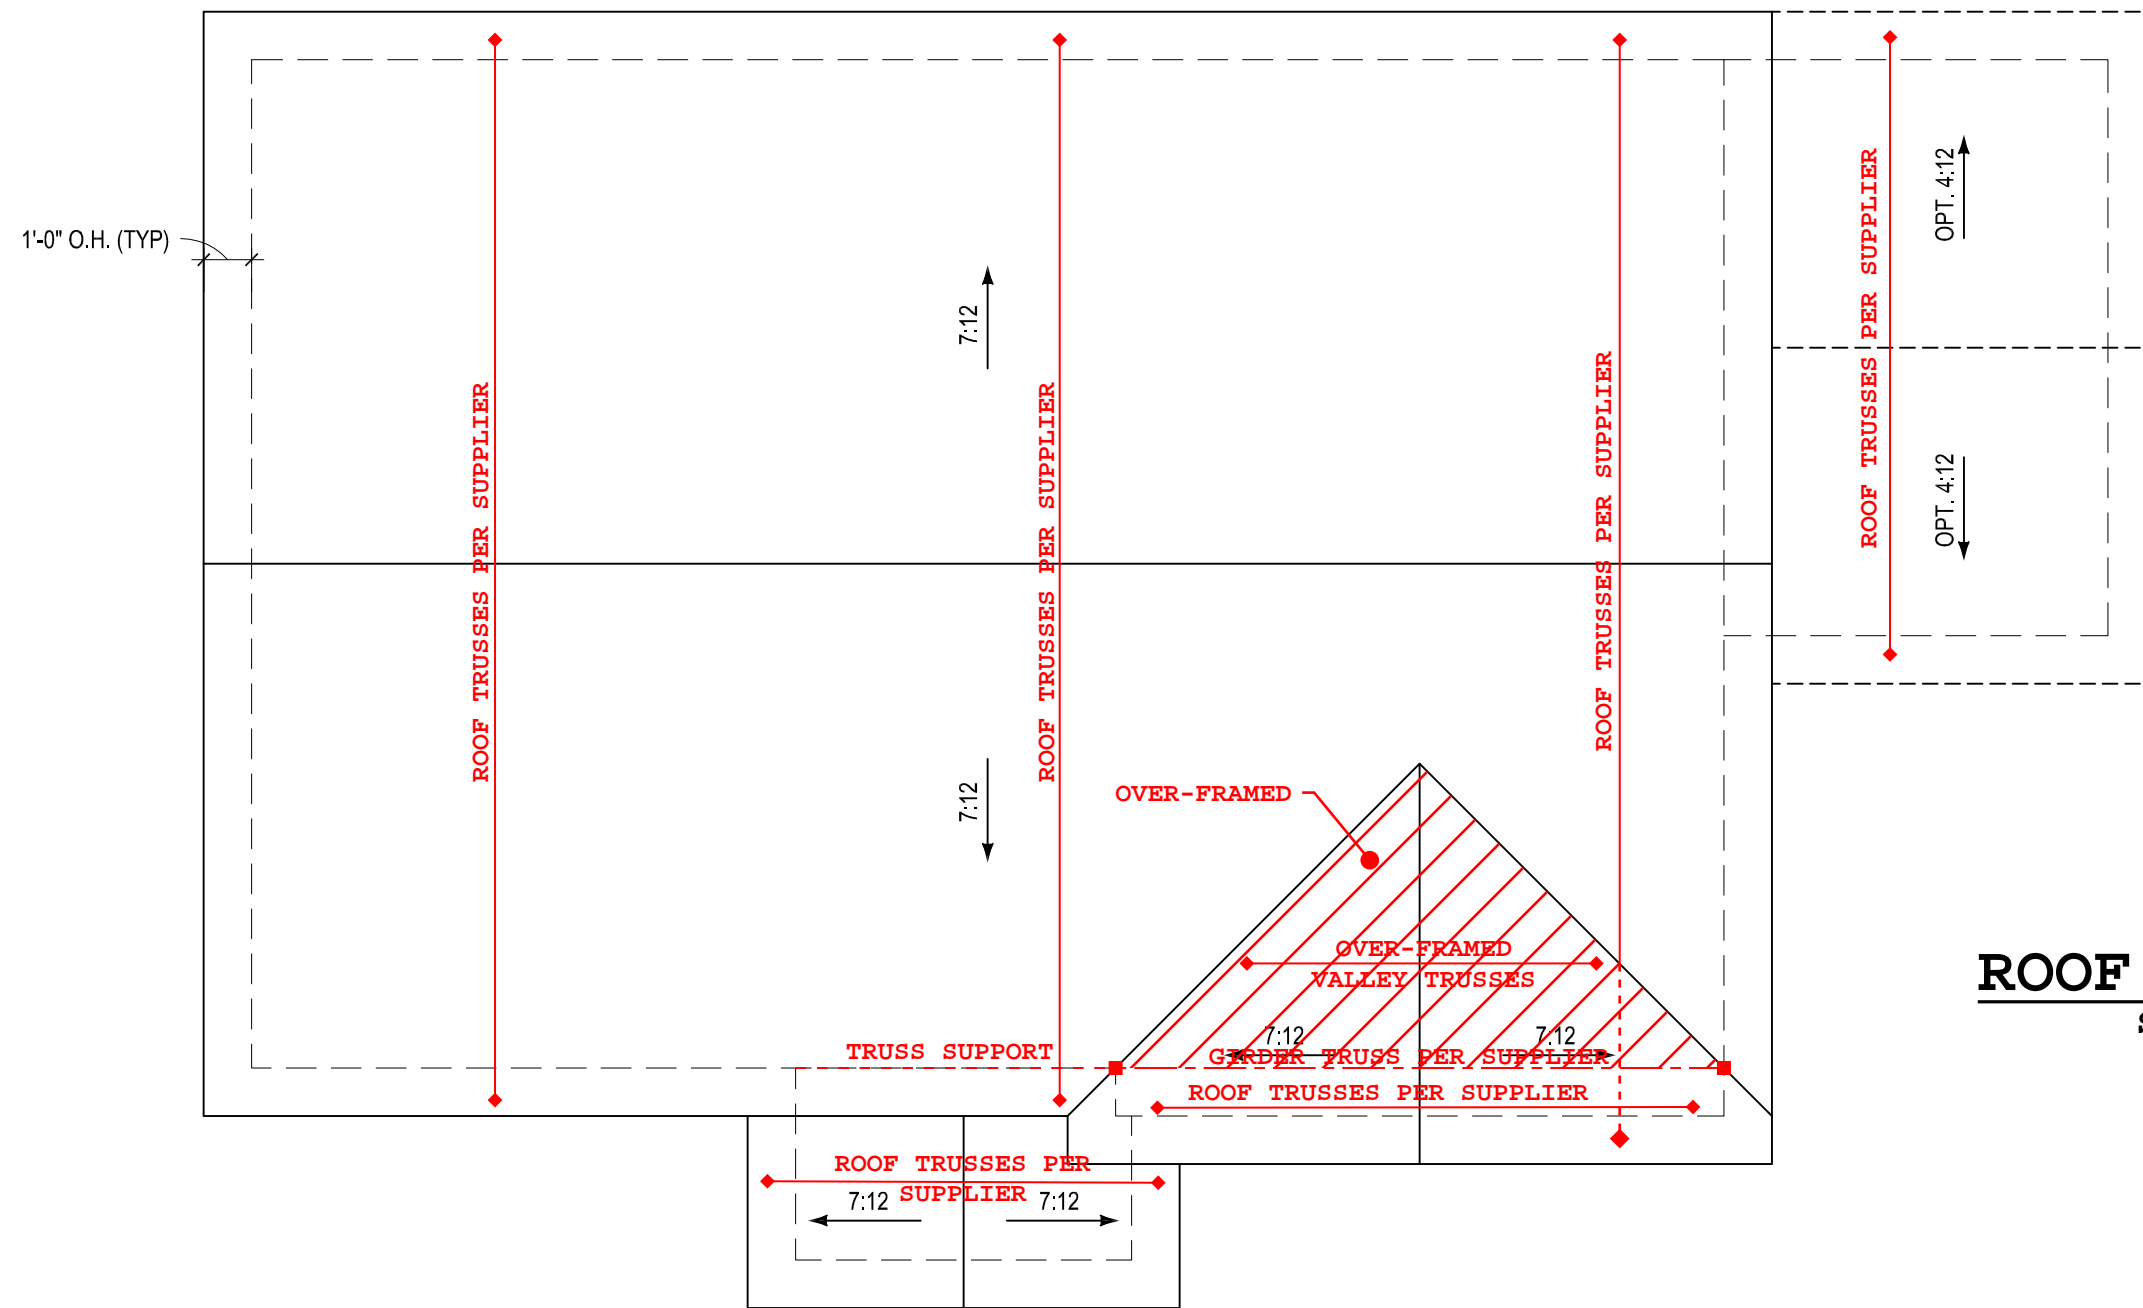 1'-0" O.H. (TYP)
ROOF TRUSSES PER SUPPLIER
7:12
7:12
ROOF TRUSSES PER SUPPLIER
ROOF TRUSSES PER SUPPLIER
ROOF TRUSSES PER SUPPLIER
OPT. 4:12
OPT. 4:12
OVER-FRAMED
OVER-FRAMED
VALLEY TRUSSES
7:12
7:12
TRUSS SUPPORT
GIRDER TRUSS PER SUPPLIER
ROOF TRUSSES PER SUPPLIER
ROOF TRUSSES PER
SUPPLIER
7:12
7:12
ROOF